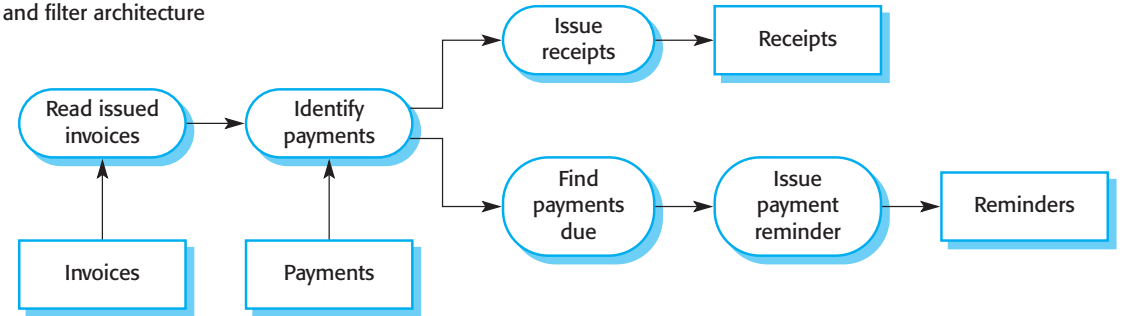 and filter architecture
Issue
receipts
Receipts
Read issued
invoices
Identify
payments
Find
payments
due
Issue
payment
reminder
Reminders
Invoices
Payments